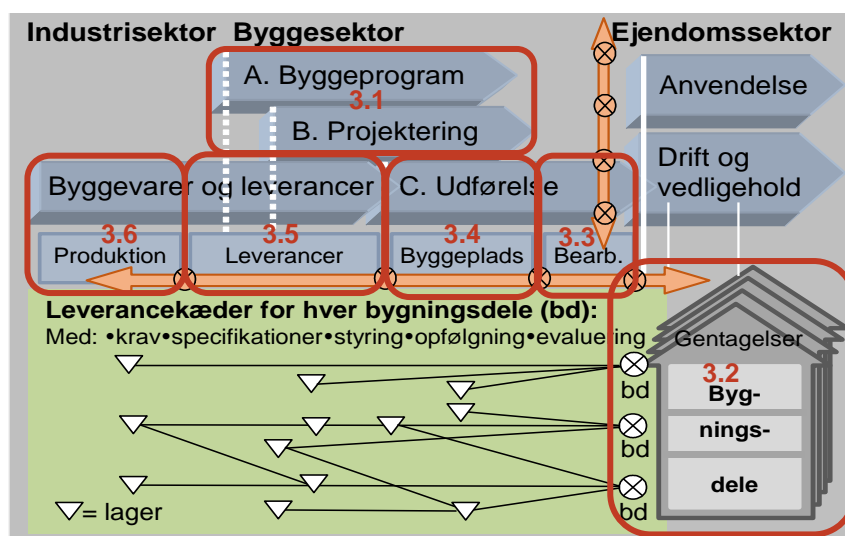 Industrisektor Byggesektor Ejendomssektor
A. Byggeprogram
3.1
Anvendelse
B. Projektering
Drift og
vedligehold
Byggevarer og leverancer
C. Udførelse
3.6 3.5 3.4 3.3
Produktion Leverancer Byggeplads Bearb.
Leverancekæder for hver bygningsdele (bd):
Med: •krav•specifikationer•styring•opfølgning•evaluering
Gentagelser
3.2
bd
Byg-
nings-
bd
dele
bd
= lager